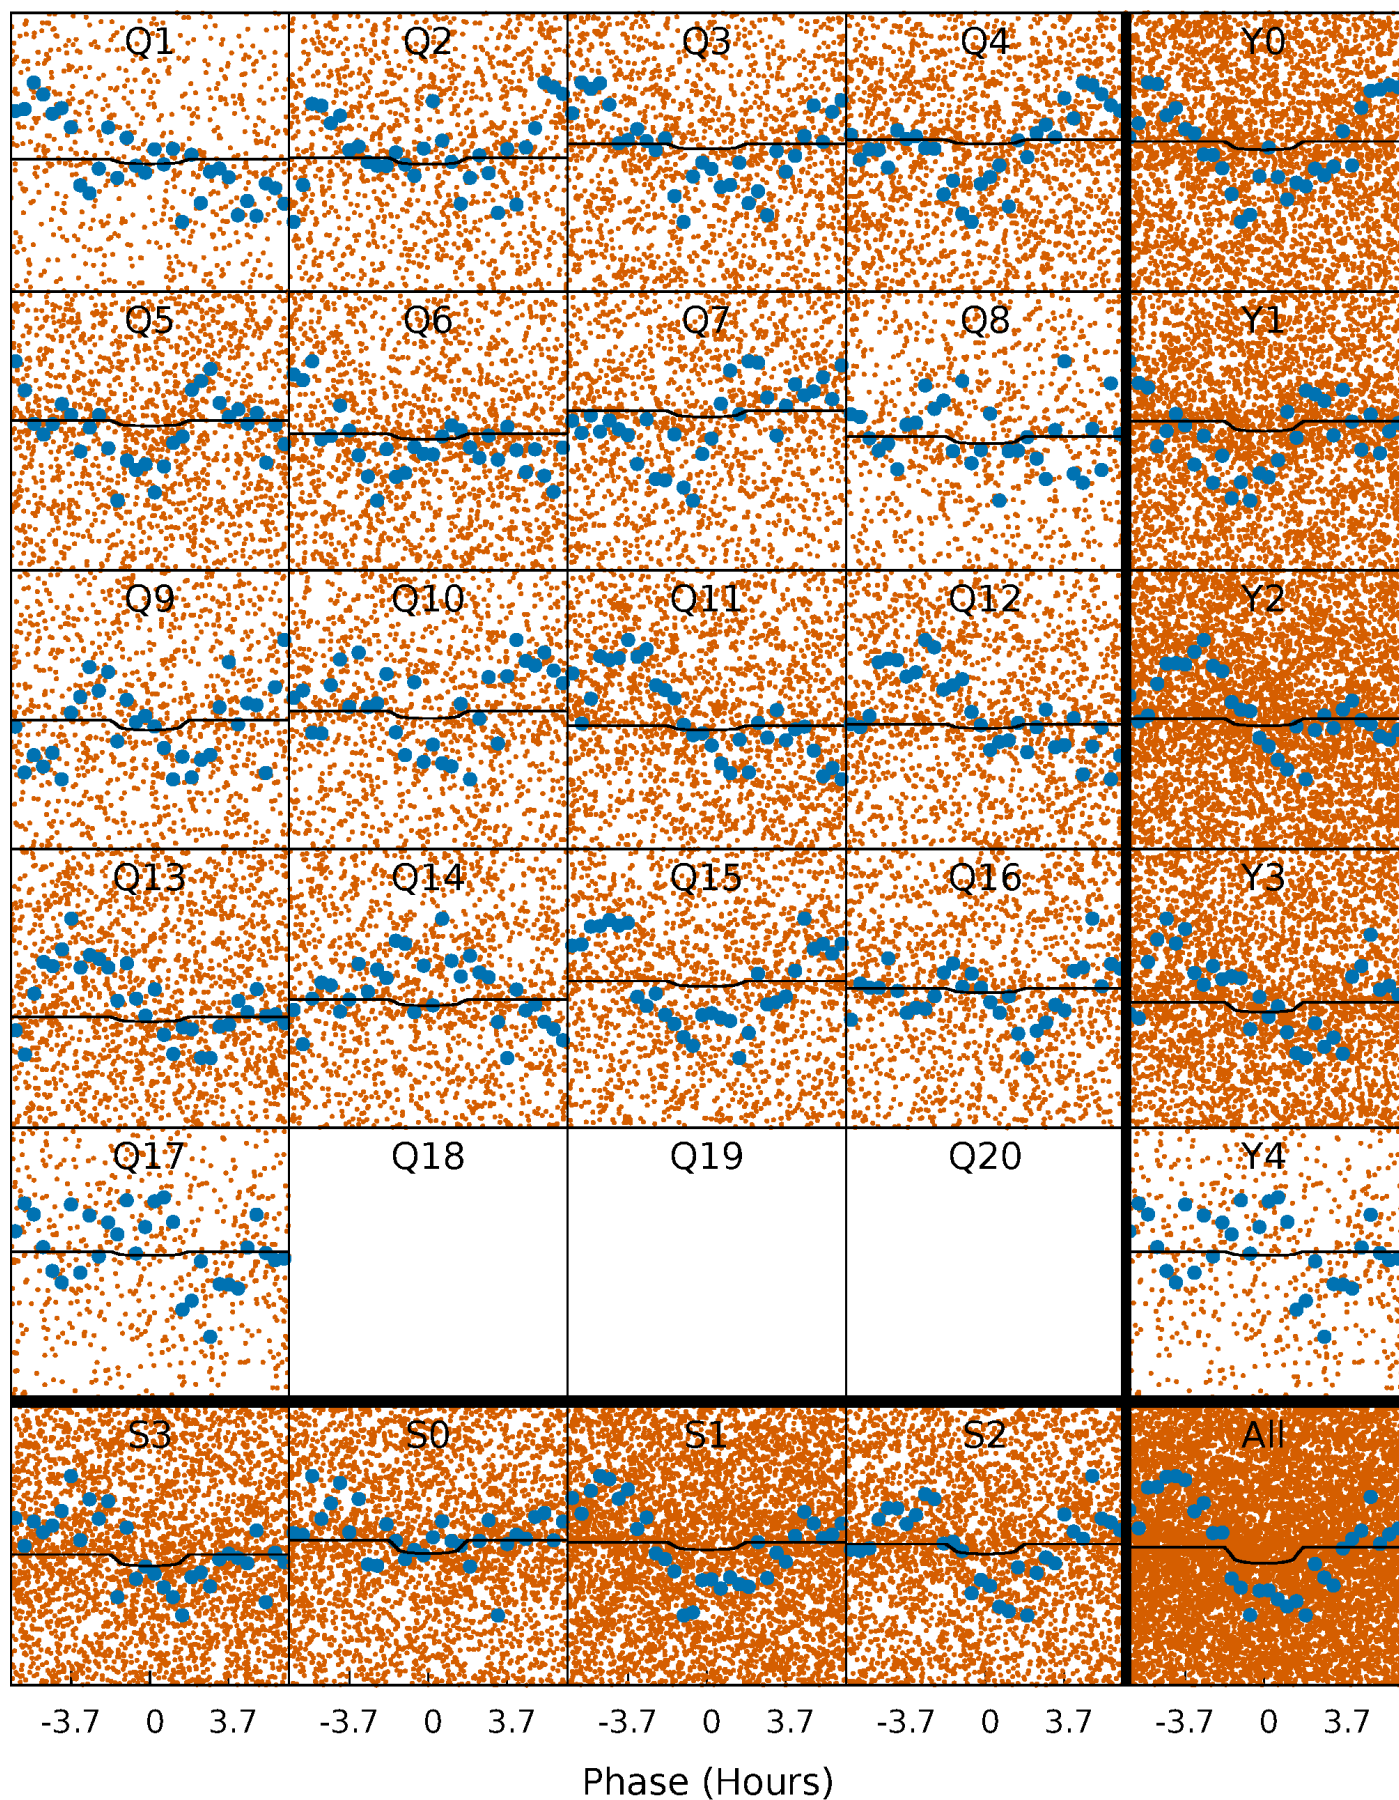 Q1 Q2 Q3 Q4 Y0
Q5 Q6 Q7 Q8 Y1
Q9 Q10 Q11 Q12 Y2
Q13 Q14 Q15 Q16 Y3
Q17 Q18 Q19 Q20 Y4
S3 S0 S1 S2 All
-3.7 0 3.7 -3.7 0 3.7 -3.7 0 3.7 -3.7 0 3.7 -3.7 0 3.7
Phase (Hours)